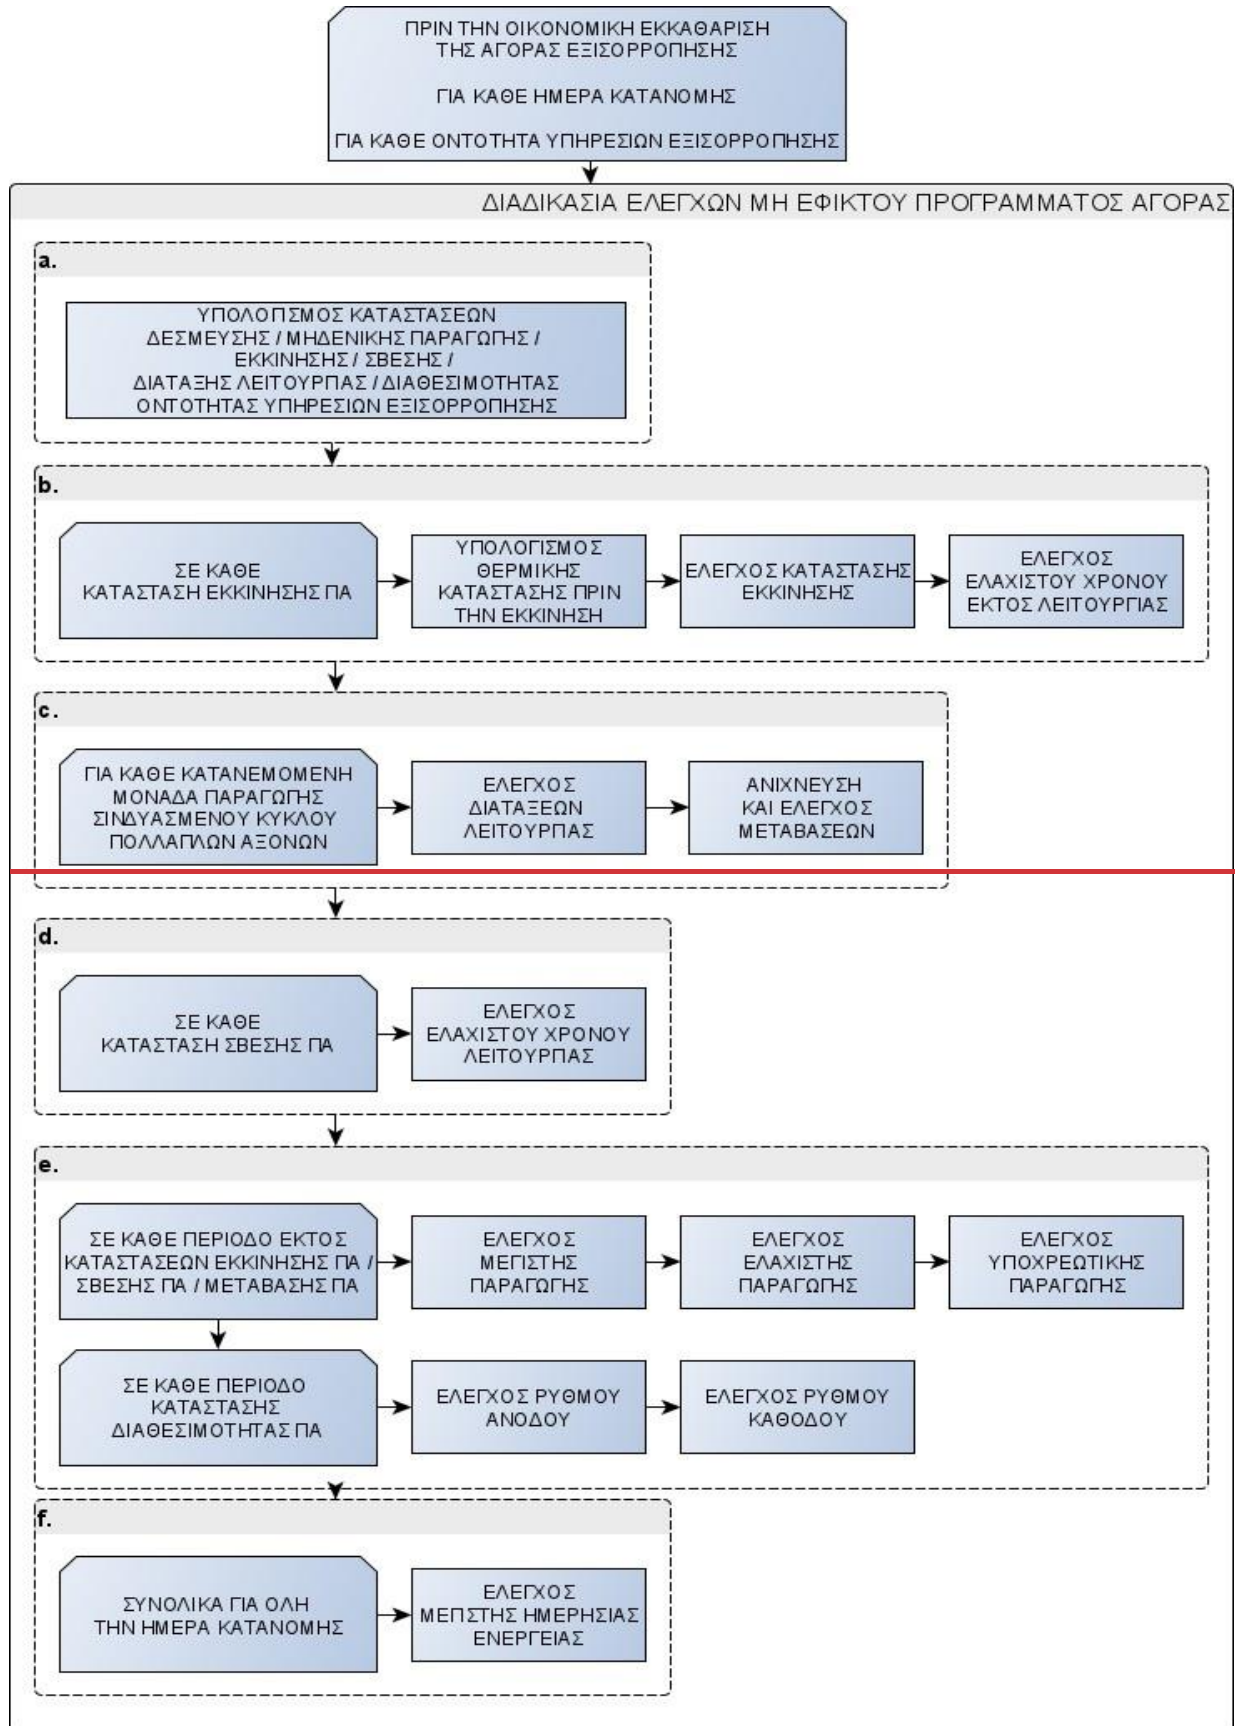 ΠΡΙΝ ΤΗΝ ΟΙΚΟΝΟΜΙΚΗ ΕΚΚΑΘΑΡΙΣΗ
ΤΗΣ ΑΓΟΡΑΣ ΕΞΙΣΟΡΡΟΠΗΣΗΣ
ΓΙΑ ΚΑΘΕ ΗΜΕΡΑ ΚΑΤΑΝΟΜΗΣ
ΓΙΑ ΚΑΘΕ ΟΝΤΟΤΗΤΑ ΥΠΗΡΕΣΙΩΝ ΕΞΙΣΟΡΡΟΠΗΣΗΣ
ΔΙΑΔΙΚΑΣΙΑ ΕΛΕΓΧΩΝ ΜΗ ΕΦΙΚΤΟΥ ΠΡΟΓΡΑΜΜΑΤΟΣ ΑΓΟΡΑΣ
a.
ΥΠΟΛΟΓΙΣΜΟΣ ΚΑΤΑΣΤΑΣΕΩΝ
ΔΕΣΜΕΥΣΗΣ / ΜΗΔΕΝΙΚΗΣ ΠΑΡΑΓΩΓΗΣ /
ΕΚΚΙΝΗΣΗΣ / ΣΒΕΣΗΣ /
ΔΙΑΤΑΞΗΣ ΛΕΙΤΟΥΡΓΙΑΣ / ΔΙΑΘΕΣΙΜΟΤΗΤΑΣ
ΟΝΤΟΤΗΤΑΣ ΥΠΗΡΕΣΙΩΝ ΕΞΙΣΟΡΡΟΠΗΣΗΣ
b.
ΣΕ ΚΑΘΕ
ΚΑΤΑΣΤΑΣΗ ΕΚΚΙΝΗΣΗΣ ΠΑ
ΥΠΟΛΟΓΙΣΜΟΣ
ΘΕΡΜΙΚΗΣ
ΚΑΤΑΣΤΑΣΗΣ ΠΡΙΝ
ΤΗΝ ΕΚΚΙΝΗΣΗ
ΕΛΕΓΧΟΣ ΚΑΤΑΣΤΑΣΗΣ
ΕΚΚΙΝΗΣΗΣ
ΕΛΕΓΧΟΣ
ΕΛΑΧΙΣΤΟΥ ΧΡΟΝΟΥ
ΕΚΤΟΣ ΛΕΙΤΟΥΡΓΙΑΣ
c.
ΓΙΑ ΚΑΘΕ ΚΑΤΑΝΕΜΟΜΕΝΗ
ΜΟΝΑΔΑ ΠΑΡΑΓΩΓΗΣ
ΣΙΝΔΥΑΣΜΕΝΟΥ ΚΥΚΛΟΥ
ΠΟΛΛΑΠΛΩΝ ΑΞΟΝΩΝ
ΕΛΕΓΧΟΣ
ΔΙΑΤΑΞΕΩΝ
ΛΕΙΤΟΥΡΓΙΑΣ
ΑΝΙΧΝΕΥΣΗ
ΚΑΙ ΕΛΕΓΧΟΣ
ΜΕΤΑΒΑΣΕΩΝ
d.
ΣΕ ΚΑΘΕ
ΚΑΤΑΣΤΑΣΗ ΣΒΕΣΗΣ ΠΑ
ΕΛΕΓΧΟΣ
ΕΛΑΧΙΣΤΟΥ ΧΡΟΝΟΥ
ΛΕΙΤΟΥΡΓΙΑΣ
e.
ΣΕ ΚΑΘΕ ΠΕΡΙΟΔΟ ΕΚΤΟΣ
ΚΑΤΑΣΤΑΣΕΩΝ ΕΚΚΙΝΗΣΗΣ ΠΑ /
ΣΒΕΣΗΣ ΠΑ / ΜΕΤΑΒΑΣΗΣ ΠΑ
ΕΛΕΓΧΟΣ
ΜΕΓΙΣΤΗΣ
ΠΑΡΑΓΩΓΗΣ
ΕΛΕΓΧΟΣ
ΕΛΑΧΙΣΤΗΣ
ΠΑΡΑΓΩΓΗΣ
ΕΛΕΓΧΟΣ
ΥΠΟΧΡΕΩΤΙΚΗΣ
ΠΑΡΑΓΩΓΗΣ
ΣΕ ΚΑΘΕ ΠΕΡΙΟΔΟ
ΚΑΤΑΣΤΑΣΗΣ
ΔΙΑΘΕΣΙΜΟΤΗΤΑΣ ΠΑ
ΕΛΕΓΧΟΣ ΡΥΘΜΟΥ
ΑΝΟΔΟΥ
ΕΛΕΓΧΟΣ ΡΥΘΜΟΥ
ΚΑΘΟΔΟΥ
f.
ΣΥΝΟΛΙΚΑ ΓΙΑ ΟΛΗ
ΤΗΝ ΗΜΕΡΑ ΚΑΤΑΝΟΜΗΣ
ΕΛΕΓΧΟΣ
ΜΕΓΙΣΤΗΣ ΗΜΕΡΗΣΙΑΣ
ΕΝΕΡΓΕΙΑΣ